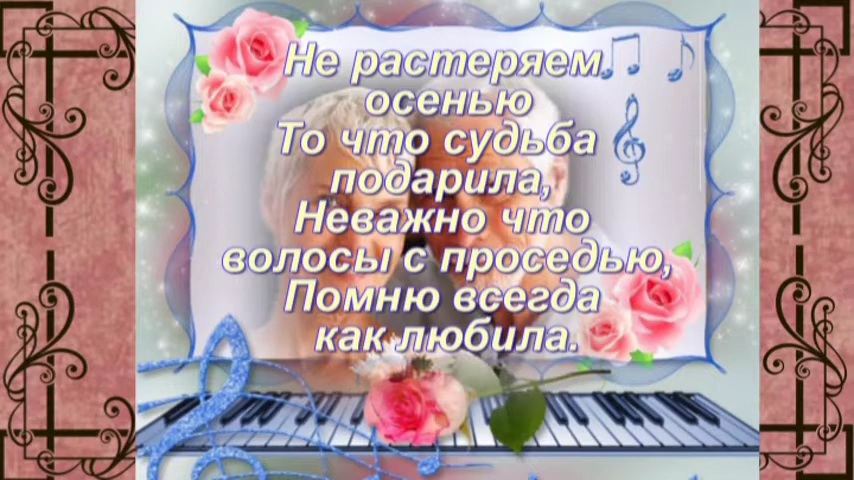 Не растеряем
осенью
То что судьба
подарила,
Неважно что
волосы с проседью,
Помню всегда
как любила.